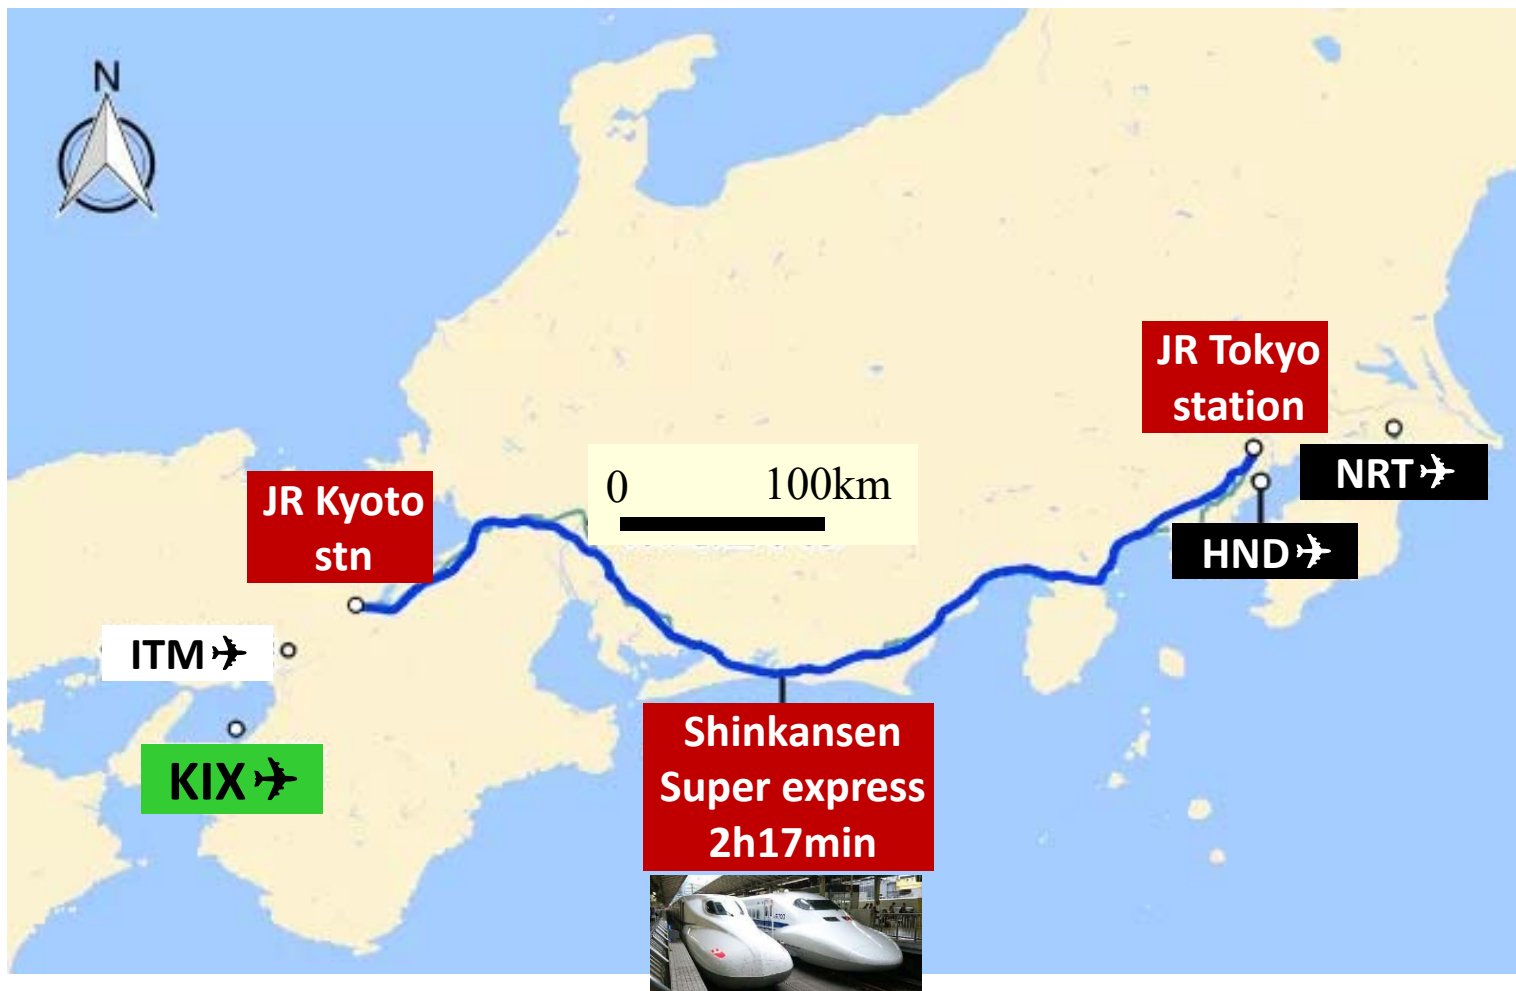 N
JR Tokyo
station
0 100km
NRT✈
JR Kyoto
stn
HND✈
ITM✈
KIX✈
Shinkansen
Super express
2h17min